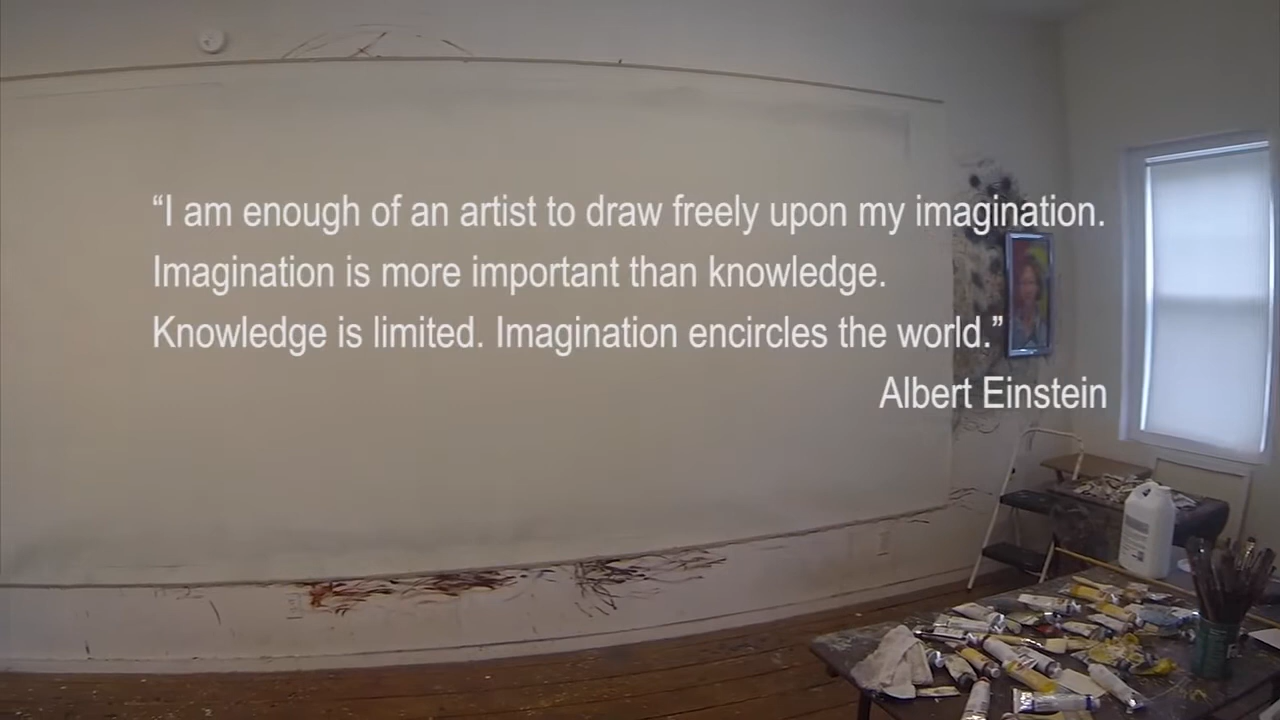 “I am enough of an artist to draw freely upon my imagination.
Imagination is more important than knowledge.
Knowledge is limited. Imagination encircles the world.”
Albert Einstein